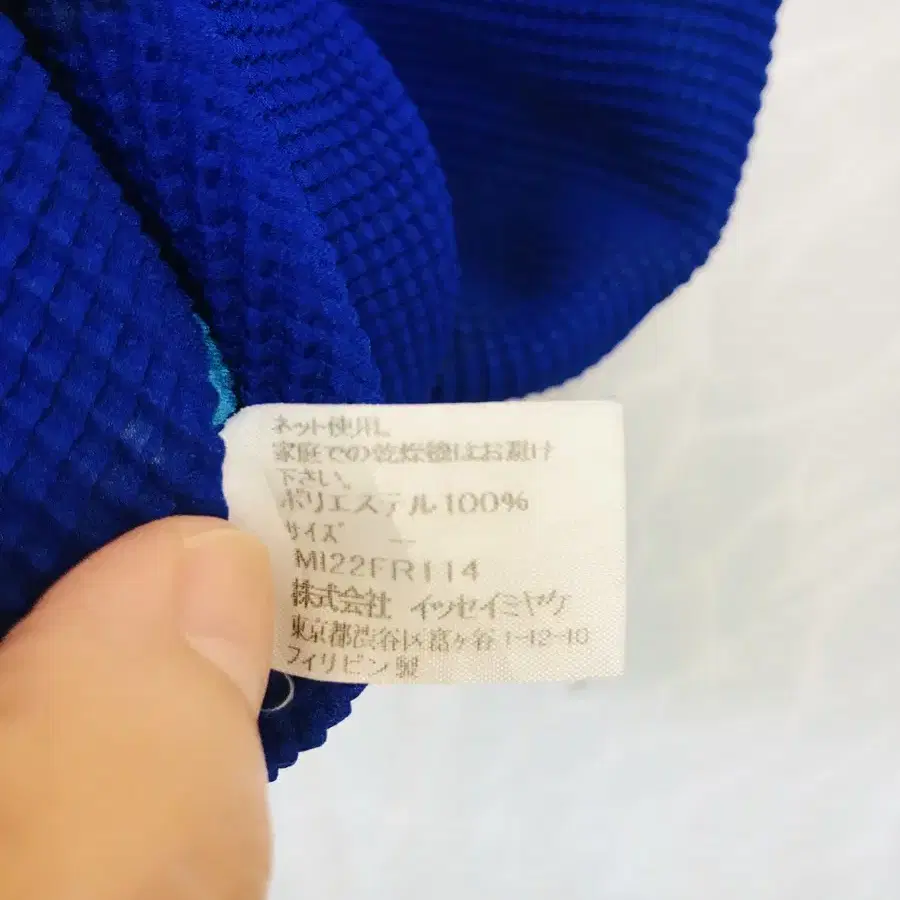 ネット使用。
家庭での乾燥機はお避け
下さい。
ポリエステル100%
サイズ ー
MI22FR114
株式会社 イッセイミヤケ
東京都渋谷区富ヶ谷1-12-10
フィリピン製